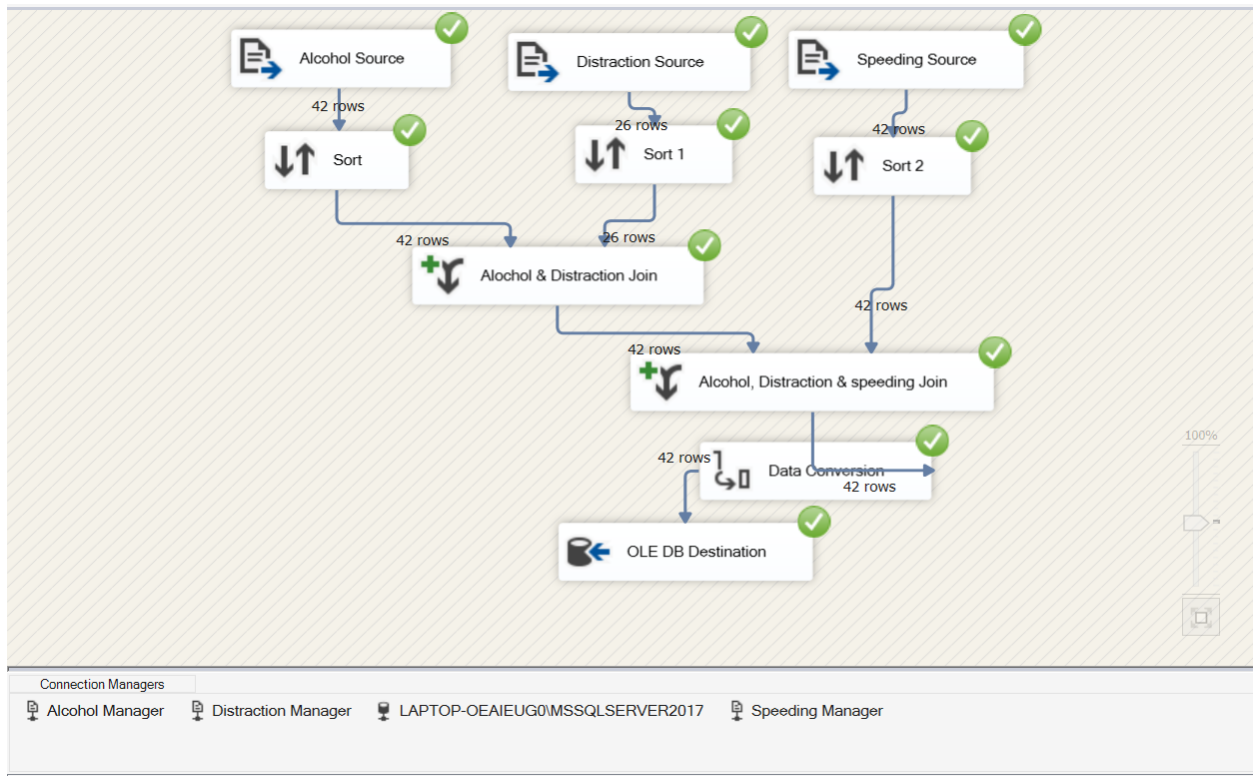 Alcohol Source
Distraction Source
Speeding Source
42 rows
26 rows
42 rows
Sort
Sort 1
Sort 2
42 rows
26 rows
Alochol & Distraction Join
42 rows
42 rows
Alcohol, Distraction & speeding Join
100%
42 rows
Data Conversion
42 rows
OLE DB Destination
Connection Managers
Alcohol Manager
Distraction Manager
LAPTOP-OEAIEUG0\MSSQLSERVER2017
Speeding Manager